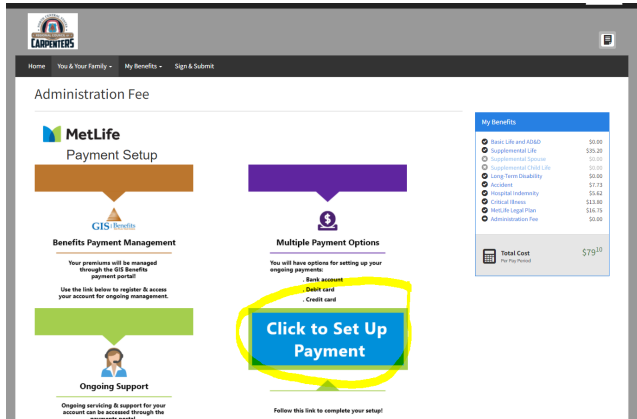 CARPENTERS
Home You & Your Family My Benefits Sign & Submit
Administration Fee
MetLife
Payment Setup
GIS Benefits
Benefits Payment Management
Your premiums will be managed
through the GIS Benefits
payment portal!
Use the link below to register & access
your account for ongoing management.
Multiple Payment Options
You will have options for setting up your
ongoing payments:
. Bank account
. Debit card
. Credit card
Click to Set Up
Payment
Ongoing Support
Ongoing servicing & support for your
account can be accessed through the
payments portal
Follow this link to complete your setup!
My Benefits
Basic Life and AD&D $0.00
Supplemental Life $35.20
Supplemental Spouse $0.00
Supplemental Child Life $0.00
Long-Term Disability $0.00
Accident $7.73
Hospital Indemnity $5.62
Critical Illness $13.80
MetLife Legal Plan $16.75
Administration Fee $0.00
Total Cost $7910
Per Pay Period